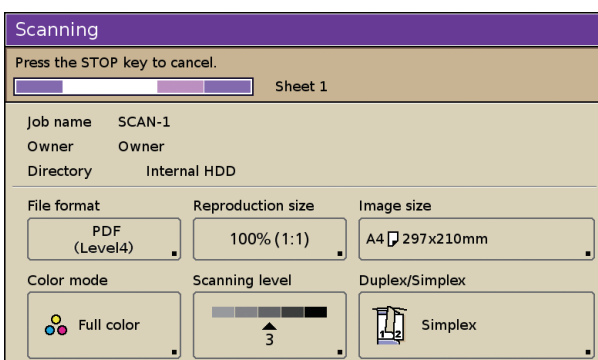 Scanning
Press the STOP key to cancel.
Sheet 1
Job name SCAN-1
Owner Owner
Directory Internal HDD
File format Reproduction size Image size
PDF
(Level4)
100% (1:1)
A4 297x210mm
Color mode Scanning level Duplex/Simplex
Full color
3
1 2
Simplex